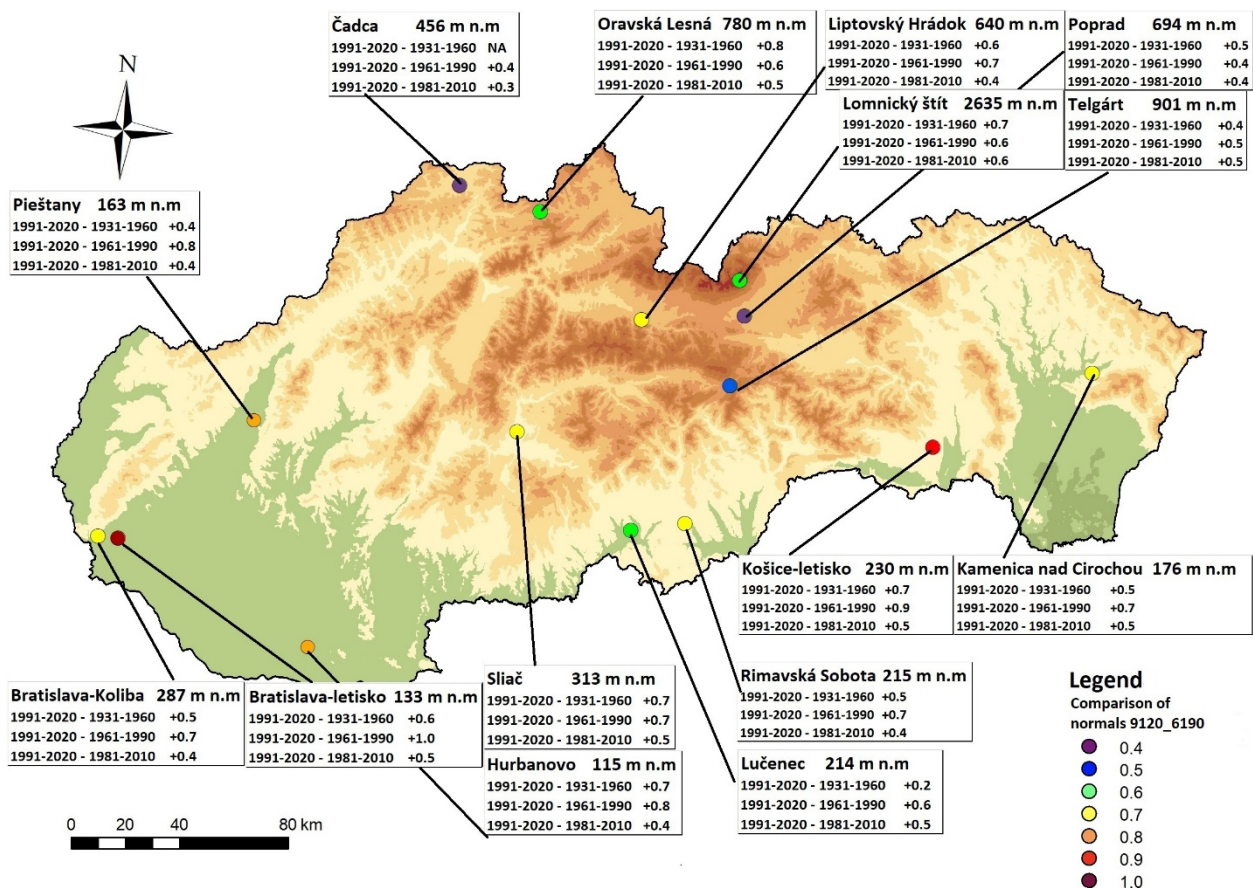 Čadca 456 m n.m
1991-2020 - 1931-1960 NA
1991-2020 - 1961-1990 +0.4
1991-2020 - 1981-2010 +0.3
Oravská Lesná 780 m n.m
1991-2020 - 1931-1960 +0.8
1991-2020 - 1961-1990 +0.6
1991-2020 - 1981-2010 +0.5
Liptovský Hrádok 640 m n.m
1991-2020 - 1931-1960 +0.6
1991-2020 - 1961-1990 +0.7
1991-2020 - 1981-2010 +0.4
Poprad 694 m n.m
1991-2020 - 1931-1960 +0.5
1991-2020 - 1961-1990 +0.4
1991-2020 - 1981-2010 +0.4
Lomnický štít 2635 m n.m
1991-2020 - 1931-1960 +0.7
1991-2020 - 1961-1990 +0.6
1991-2020 - 1981-2010 +0.6
Telgárt 901 m n.m
1991-2020 - 1931-1960 +0.4
1991-2020 - 1961-1990 +0.5
1991-2020 - 1981-2010 +0.5
N
Pieštany 163 m n.m
1991-2020 - 1931-1960 +0.4
1991-2020 - 1961-1990 +0.8
1991-2020 - 1981-2010 +0.4
Košice-letisko 230 m n.m
1991-2020 - 1931-1960 +0.7
1991-2020 - 1961-1990 +0.9
1991-2020 - 1981-2010 +0.5
Kamenica nad Cirochou 176 m n.m
1991-2020 - 1931-1960 +0.5
1991-2020 - 1961-1990 +0.7
1991-2020 - 1981-2010 +0.5
Bratislava-Koliba 287 m n.m
1991-2020 - 1931-1960 +0.5
1991-2020 - 1961-1990 +0.7
1991-2020 - 1981-2010 +0.4
Bratislava-letisko 133 m n.m
1991-2020 - 1931-1960 +0.6
1991-2020 - 1961-1990 +1.0
1991-2020 - 1981-2010 +0.5
Sliač 313 m n.m
1991-2020 - 1931-1960 +0.7
1991-2020 - 1961-1990 +0.7
1991-2020 - 1981-2010 +0.5
Rimavská Sobota 215 m n.m
1991-2020 - 1931-1960 +0.5
1991-2020 - 1961-1990 +0.7
1991-2020 - 1981-2010 +0.4
Hurbanovo 115 m n.m
1991-2020 - 1931-1960 +0.7
1991-2020 - 1961-1990 +0.8
1991-2020 - 1981-2010 +0.4
Lučenec 214 m n.m
1991-2020 - 1931-1960 +0.2
1991-2020 - 1961-1990 +0.6
1991-2020 - 1981-2010 +0.5
0 20 40 80 km
Legend
Comparison of
normals 9120_6190
0.4
0.5
0.6
0.7
0.8
0.9
1.0